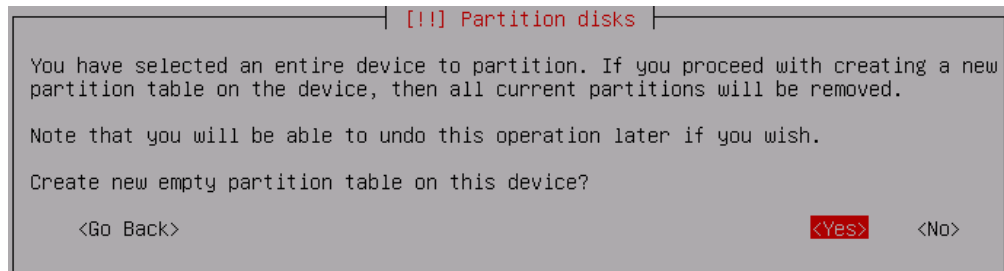 [!!] Partition disks
You have selected an entire device to partition. If you proceed with creating a new
partition table on the device, then all current partitions will be removed.
Note that you will be able to undo this operation later if you wish.
Create new empty partition table on this device?
<Go Back> <Yes> <No>